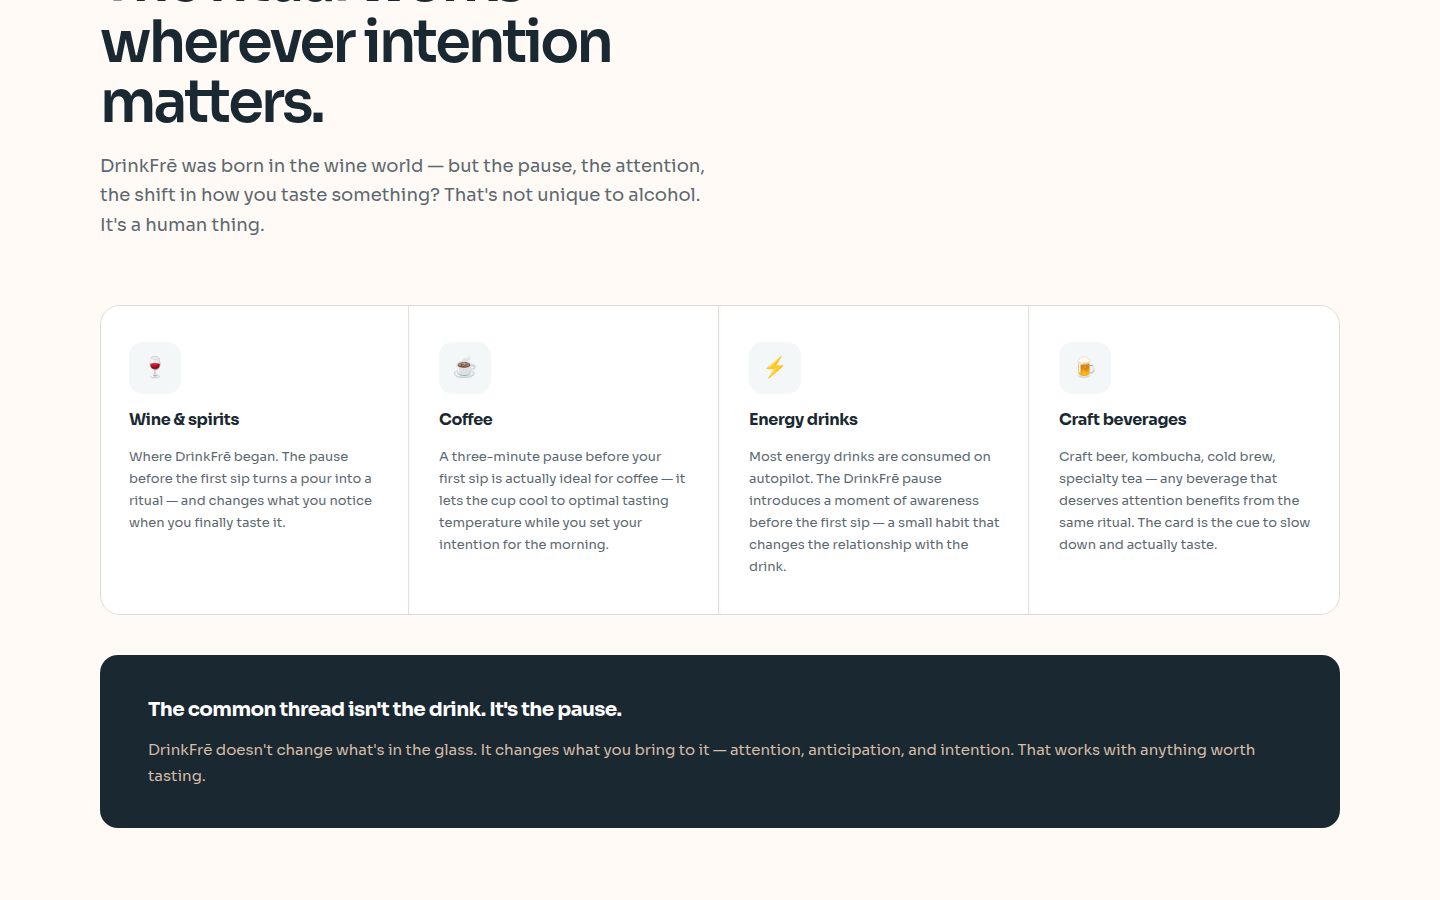 The ritual works
wherever intention
matters.
DrinkFrē was born in the wine world — but the pause, the attention,
the shift in how you taste something? That's not unique to alcohol.
It's a human thing.
Wine & spirits
Where DrinkFrē began. The pause
before the first sip turns a pour into a
ritual — and changes what you notice
when you finally taste it.
Coffee
A three-minute pause before your
first sip is actually ideal for coffee — it
lets the cup cool to optimal tasting
temperature while you set your
intention for the morning.
Energy drinks
Most energy drinks are consumed on
autopilot. The DrinkFrē pause
introduces a moment of awareness
before the first sip — a small habit that
changes the relationship with the
drink.
Craft beverages
Craft beer, kombucha, cold brew,
specialty tea — any beverage that
deserves attention benefits from the
same ritual. The card is the cue to slow
down and actually taste.
The common thread isn't the drink. It's the pause.
DrinkFrē doesn't change what's in the glass. It changes what you bring to it — attention, anticipation, and intention. That works with anything worth
tasting.